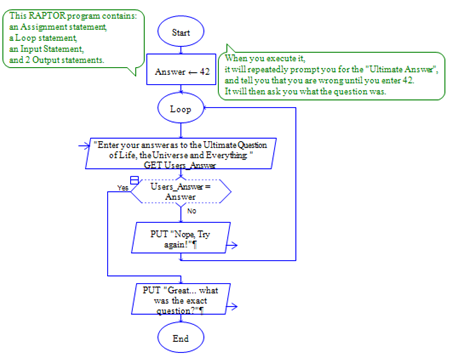 This RAPTOR program contains:
an Assignment statement,
a Loop statement,
an Input Statement,
and 2 Output statements.
Start
When you execute it,
it will repeatedly prompt you for the "Ultimate Answer",
and tell you that you are wrong until you enter 42.
It will then ask you what the question was.
Answer ← 42
Loop
"Enter your answer as to the Ultimate Question
of Life, the Universe and Everything: "
GET Users_Answer
Yes
Users_Answer =
Answer
No
PUT "Nope, Try
again!"¶
PUT "Great... what
was the exact
question?"¶
End